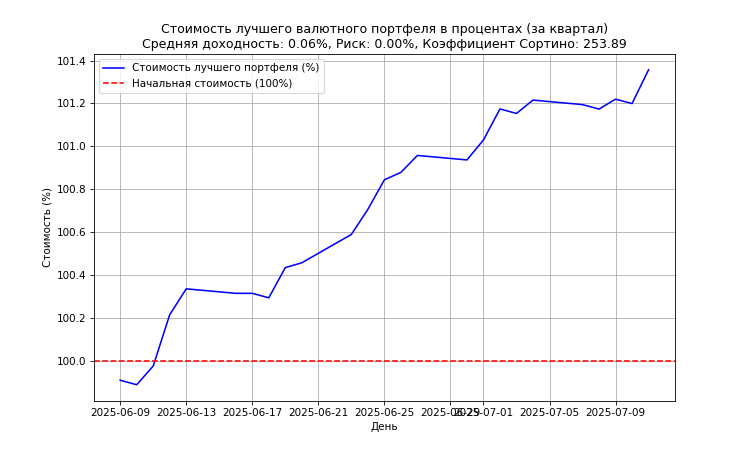 Стоимость лучшего валютного портфеля в процентах (за квартал)
Средняя доходность: 0.06%, Риск: 0.00%, Коэффициент Сортино: 253.89
Стоимость лучшего портфеля (%)
Начальная стоимость (100%)
Стоимость (%)
101.4
101.2
101.0
100.8
100.6
100.4
100.2
100.0
2025-06-09 2025-06-13 2025-06-17 2025-06-21 2025-06-25 2025-06-29 2025-07-01 2025-07-05 2025-07-09
День